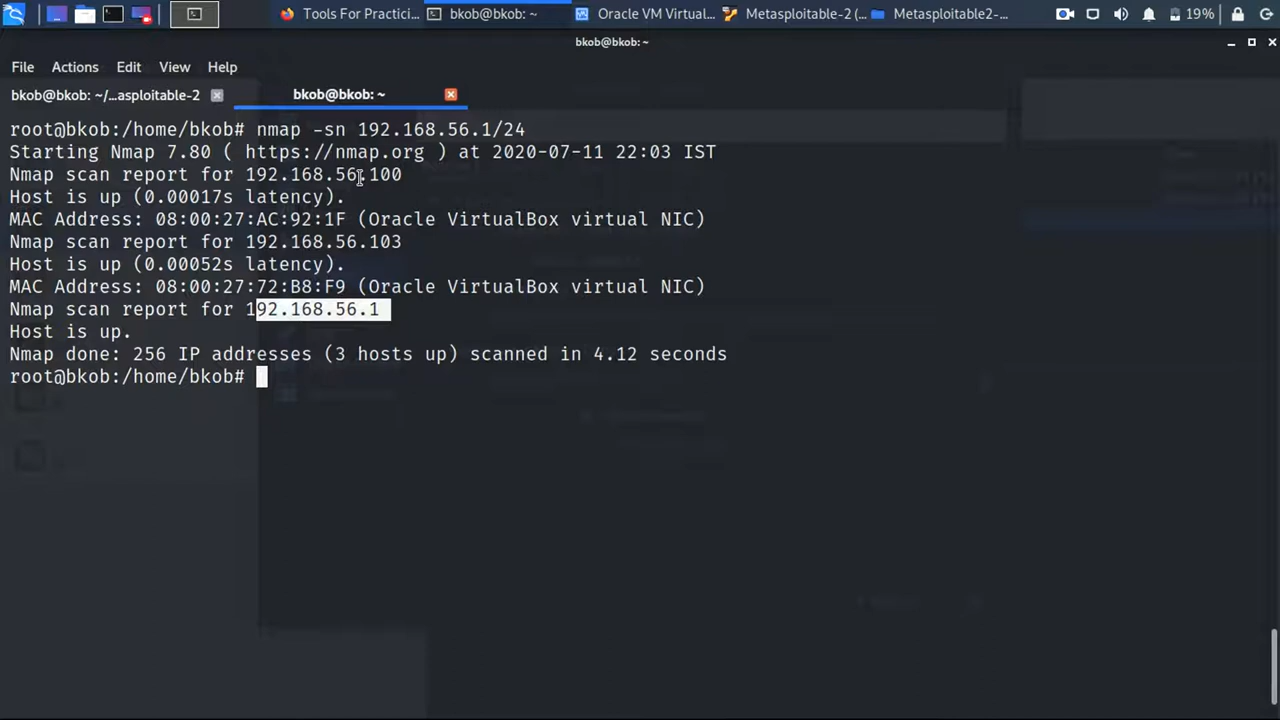 Tools For Practici...
bkob@bkob: ~
Oracle VM Virtual...
Metasploitable-2 (...
Metasploitable2-...
19%
bkob@bkob: ~
File Actions Edit View Help
bkob@bkob: ~/...asploitable-2
bkob@bkob: ~
root@bkob:/home/bkob# nmap -sn 192.168.56.1/24
Starting Nmap 7.80 ( https://nmap.org ) at 2020-07-11 22:03 IST
Nmap scan report for 192.168.56.100
Host is up (0.00017s latency).
MAC Address: 08:00:27:AC:92:1F (Oracle VirtualBox virtual NIC)
Nmap scan report for 192.168.56.103
Host is up (0.00052s latency).
MAC Address: 08:00:27:72:B8:F9 (Oracle VirtualBox virtual NIC)
Nmap scan report for 192.168.56.1
Host is up.
Nmap done: 256 IP addresses (3 hosts up) scanned in 4.12 seconds
root@bkob:/home/bkob#